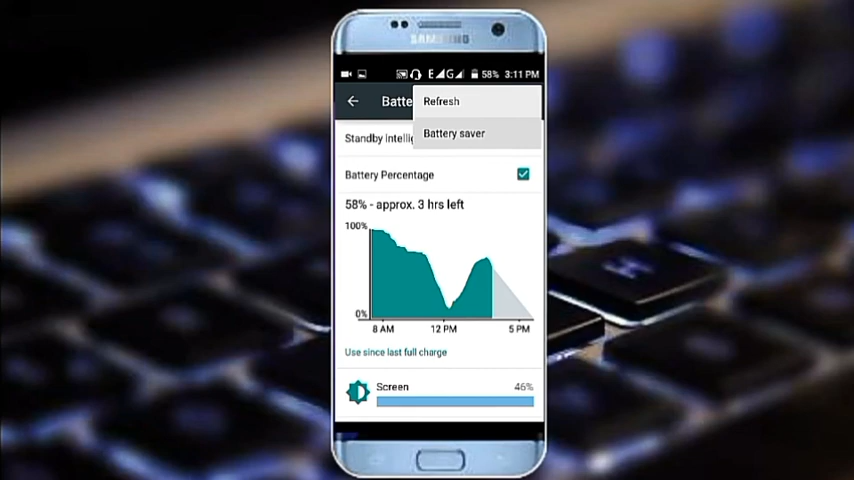 SAMSUNG
E G 58% 3:11 PM
Batte
Refresh
Standby Intellig
Battery saver
Battery Percentage
58% - approx. 3 hrs left
100%
0%
8 AM 12 PM 5 PM
Use since last full charge
Screen 46%